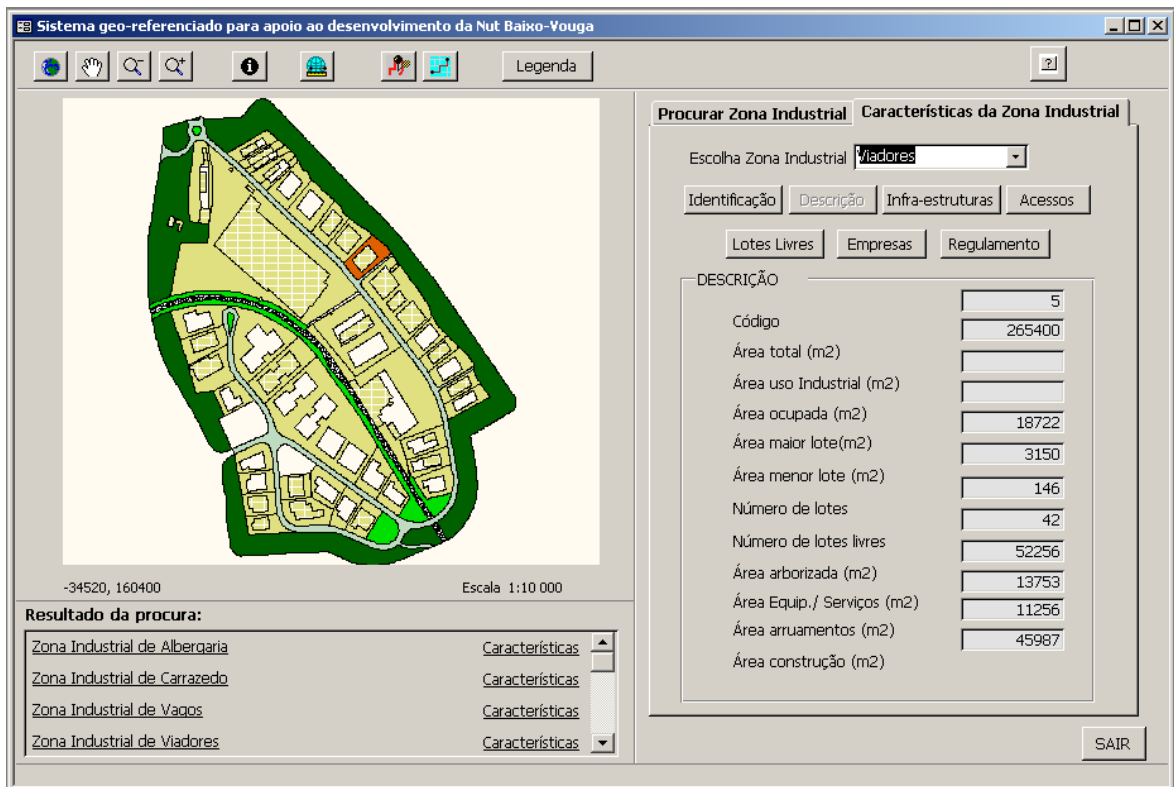 Sistema geo-referenciado para apoio ao desenvolvimento da Nut Baixo-Vouga
Legenda
Procurar Zona Industrial
Características da Zona Industrial
Escolha Zona Industrial Viadores
Identificação Descrição Infra-estruturas Acessos
Lotes Livres Empresas Regulamento
DESCRIÇÃO
5
Código
265400
Área total (m2)
Área uso Industrial (m2)
Área ocupada (m2)
18722
Área maior lote(m2)
3150
Área menor lote (m2)
146
Número de lotes
42
Número de lotes livres
52256
Área arborizada (m2)
13753
Área Equip./ Serviços (m2)
11256
Área arruamentos (m2)
45987
Área construção (m2)
-34520, 160400 Escala 1:10 000
Resultado da procura:
Zona Industrial de Albergaria Características
Zona Industrial de Carrazedo Características
Zona Industrial de Vagos Características
Zona Industrial de Viadores Características
SAIR